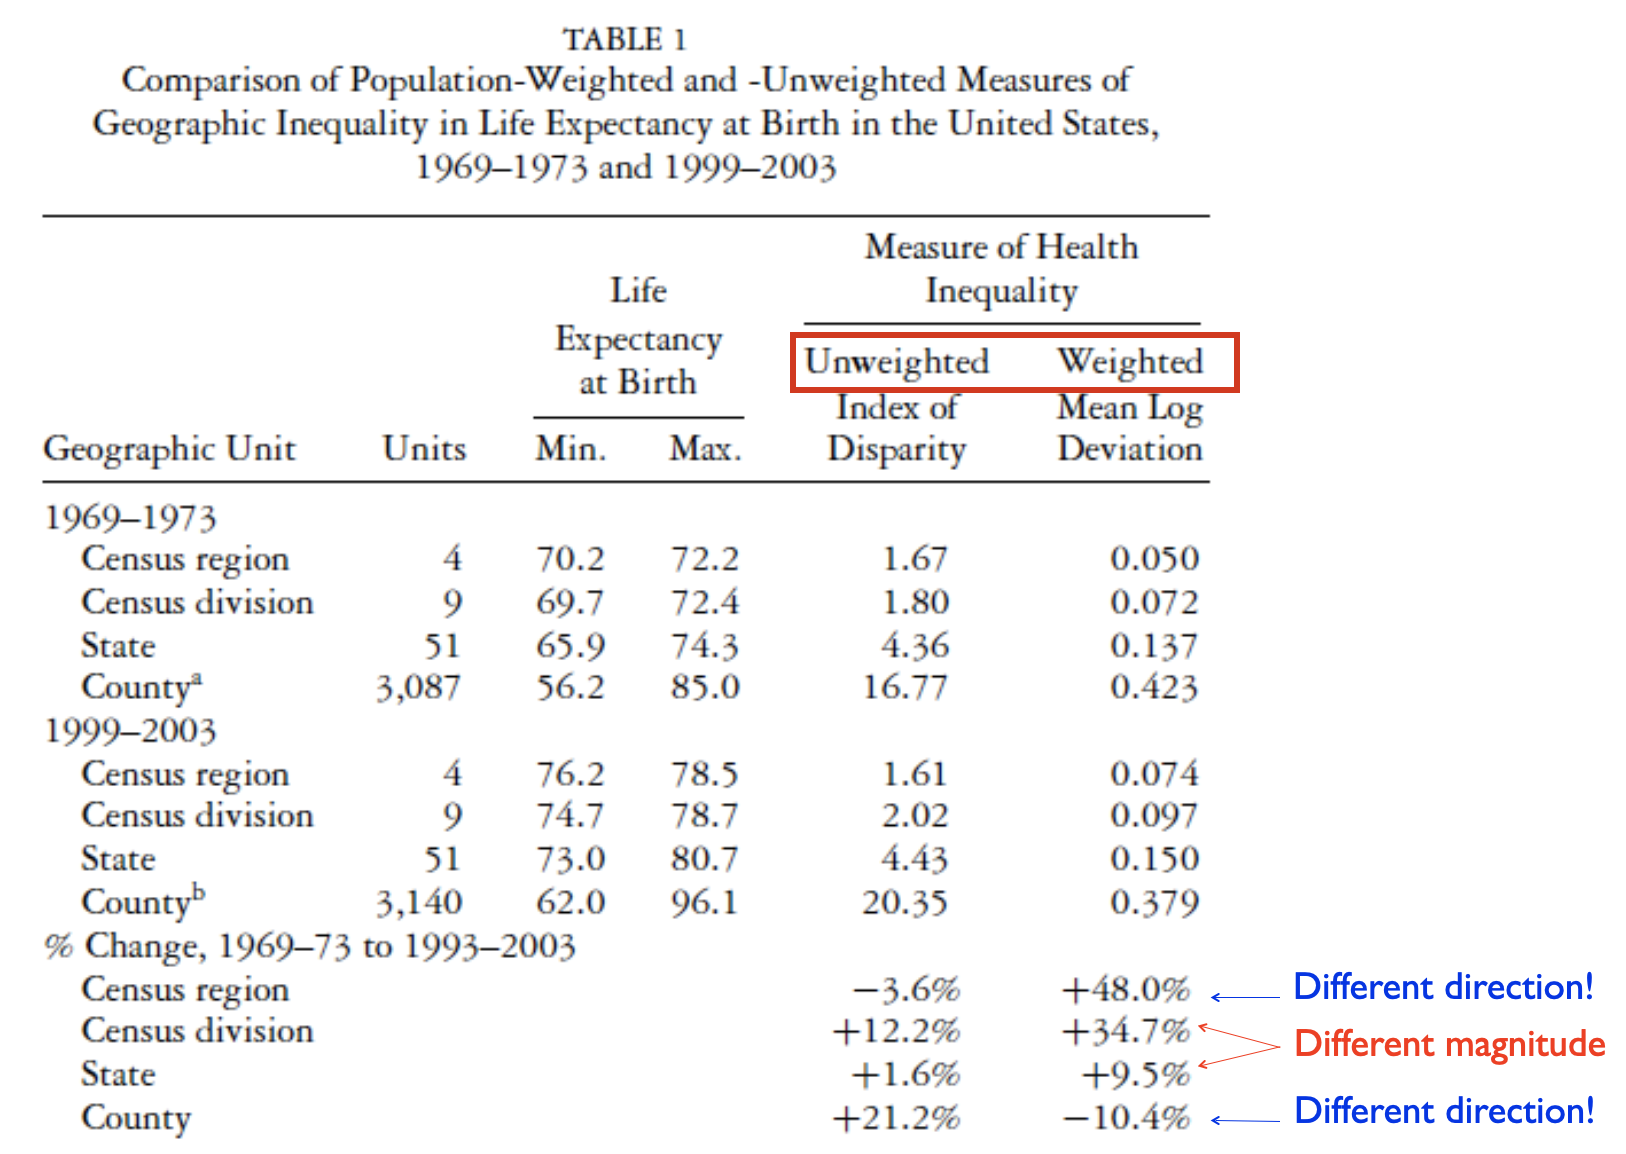 TABLE 1
Comparison of Population-Weighted and -Unweighted Measures of
Geographic Inequality in Life Expectancy at Birth in the United States,
1969–1973 and 1999–2003
Measure of Health
Life Inequality
Expectancy
at Birth Unweighted Weighted
Index of Mean Log
Geographic Unit Units Min. Max. Disparity Deviation
1969–1973
Census region 4 70.2 72.2 1.67 0.050
Census division 9 69.7 72.4 1.80 0.072
State 51 65.9 74.3 4.36 0.137
Countyᵃ 3,087 56.2 85.0 16.77 0.423
1999–2003
Census region 4 76.2 78.5 1.61 0.074
Census division 9 74.7 78.7 2.02 0.097
State 51 73.0 80.7 4.43 0.150
Countyᵇ 3,140 62.0 96.1 20.35 0.379
% Change, 1969–73 to 1993–2003
Census region −3.6% +48.0% Different direction!
Census division +12.2% +34.7%
Different magnitude
State +1.6% +9.5%
County +21.2% −10.4% Different direction!